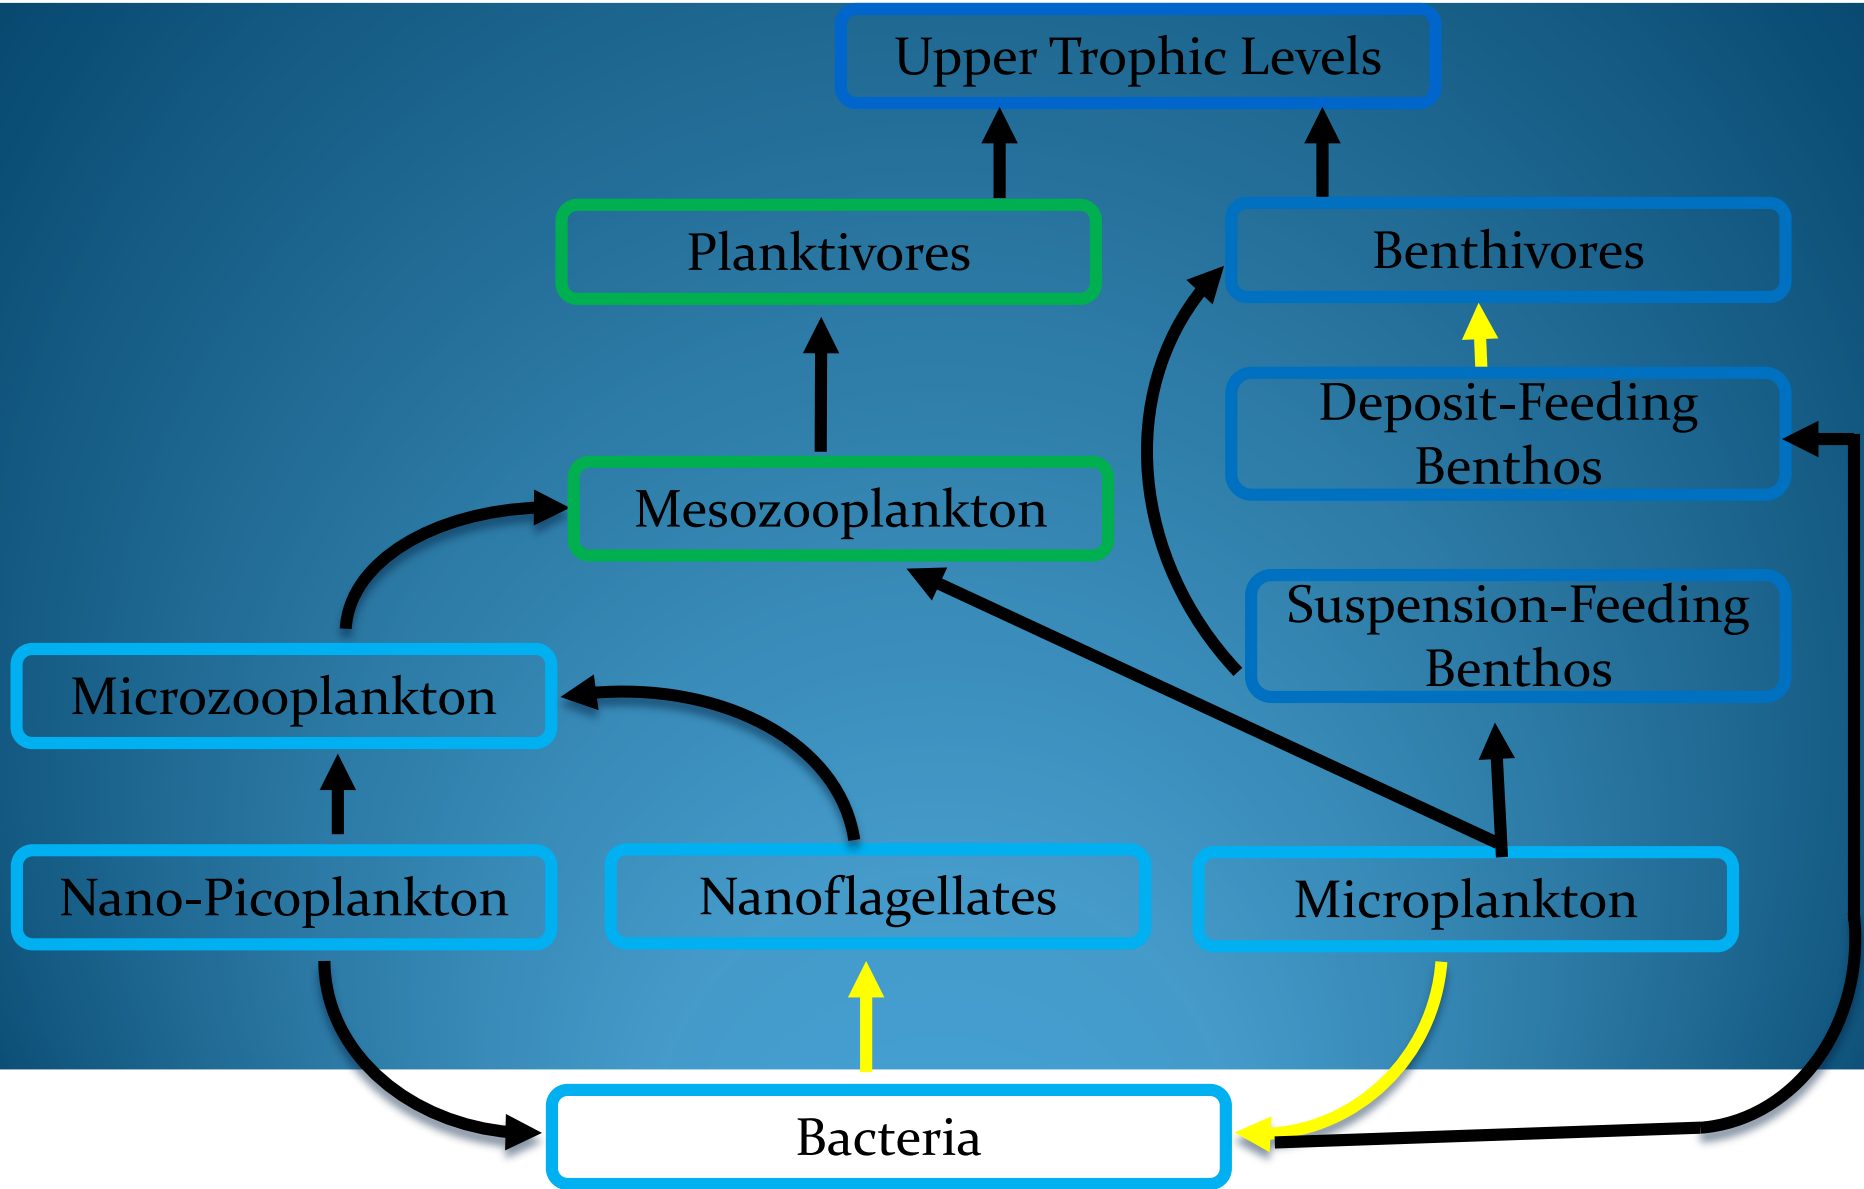 Upper Trophic Levels
Planktivores
Benthivores
Deposit-Feeding
Benthos
Mesozooplankton
Suspension-Feeding
Benthos
Microzooplankton
Nano-Picoplankton
Nanoflagellates
Microplankton
Bacteria